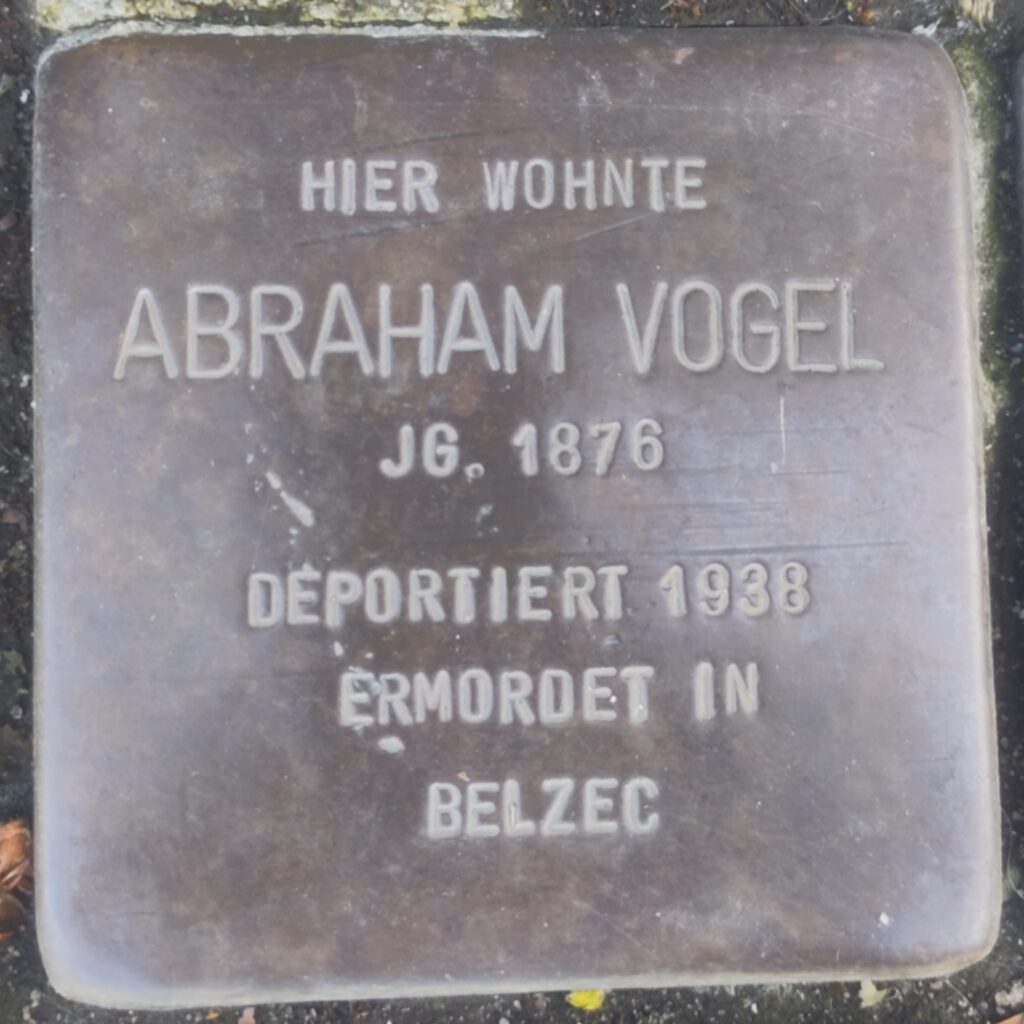 HIER WOHNTE
ABRAHAM VOGEL
JG. 1876
DEPORTIERT 1938
ERMORDET IN
BELZEC